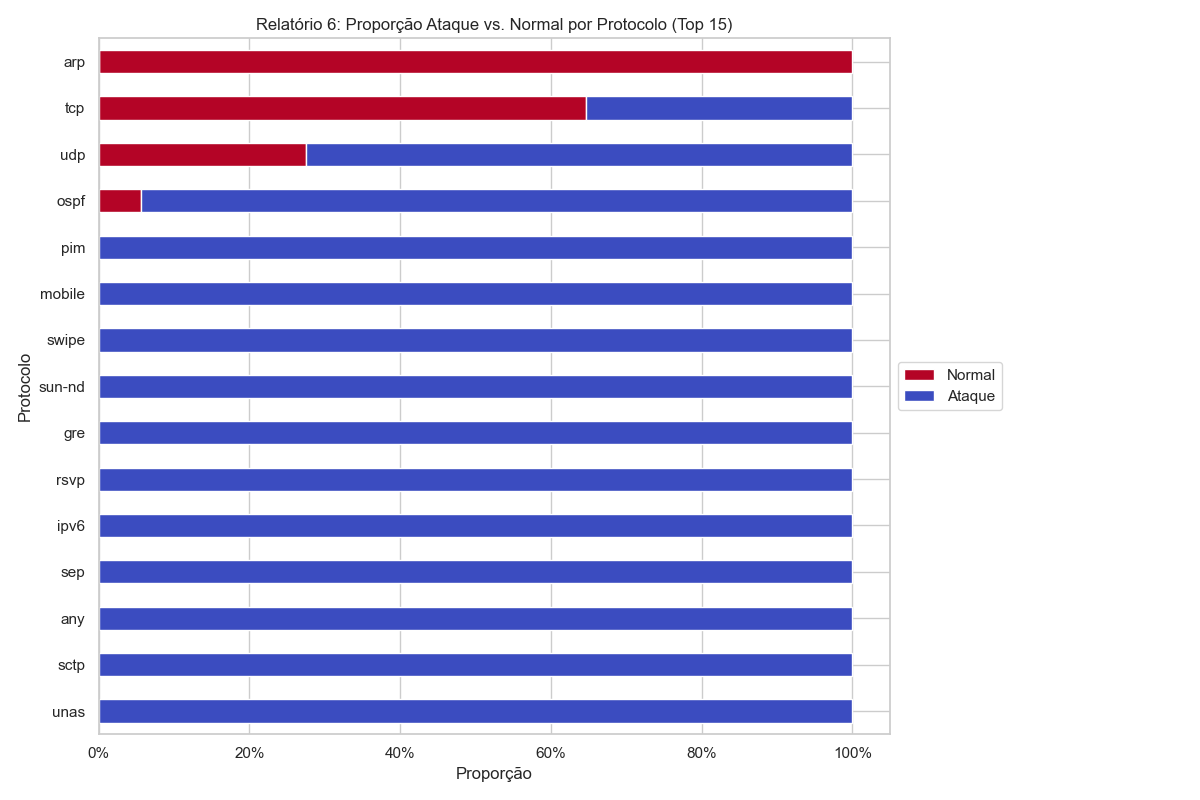 Relatório 6: Proporção Ataque vs. Normal por Protocolo (Top 15)
Protocolo
arp
tcp
udp
ospf
pim
mobile
swipe
sun-nd
gre
rsvp
ipv6
sep
any
sctp
unas
0% 20% 40% 60% 80% 100%
Proporção
Normal
Ataque